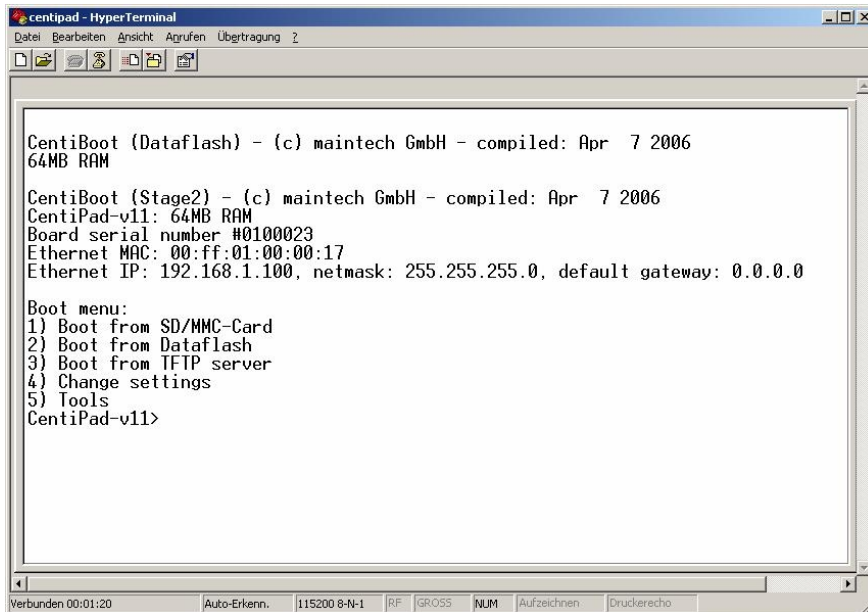 centipad - HyperTerminal
Datei Bearbeiten Ansicht Anrufen Übertragung ?
CentiBoot (Dataflash) - (c) maintech GmbH - compiled: Apr  7 2006
64MB RAM
CentiBoot (Stage2) - (c) maintech GmbH - compiled: Apr  7 2006
CentiPad-v11: 64MB RAM
Board serial number #0100023
Ethernet MAC: 00:ff:01:00:00:17
Ethernet IP: 192.168.1.100, netmask: 255.255.255.0, default gateway: 0.0.0.0
Boot menu:
1) Boot from SD/MMC-Card
2) Boot from Dataflash
3) Boot from TFTP server
4) Change settings
5) Tools
CentiPad-v11>
Verbunden 00:01:20 Auto-Erkenn. 115200 8-N-1 RF GROSS NUM Aufzeichnen Druckerecho